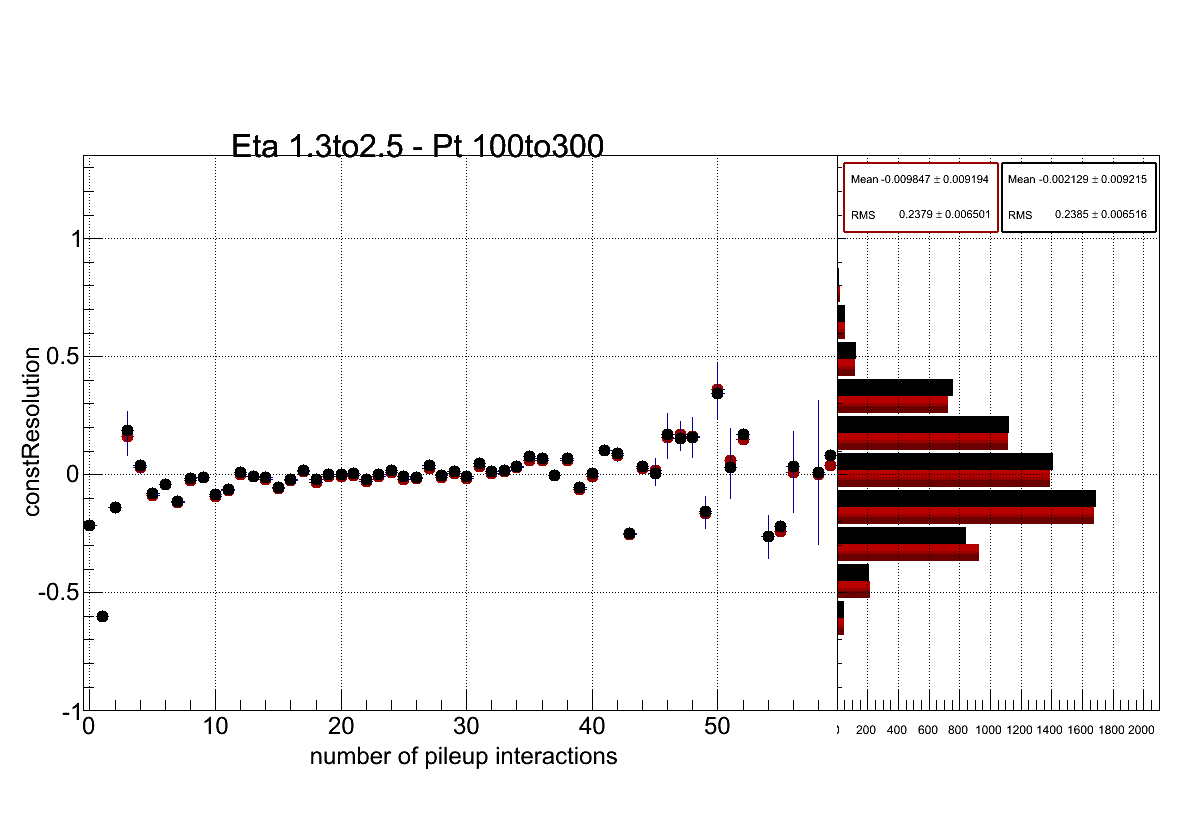 Eta 1.3to2.5 - Pt 100to300
Mean -0.009847 ± 0.009194
RMS 0.2379 ± 0.006501
Mean -0.002129 ± 0.009215
RMS 0.2385 ± 0.006516
constResolution
1
0.5
0
-0.5
-1
0 10 20 30 40 50
number of pileup interactions
200 400 600 800 1000 1200 1400 1600 1800 2000